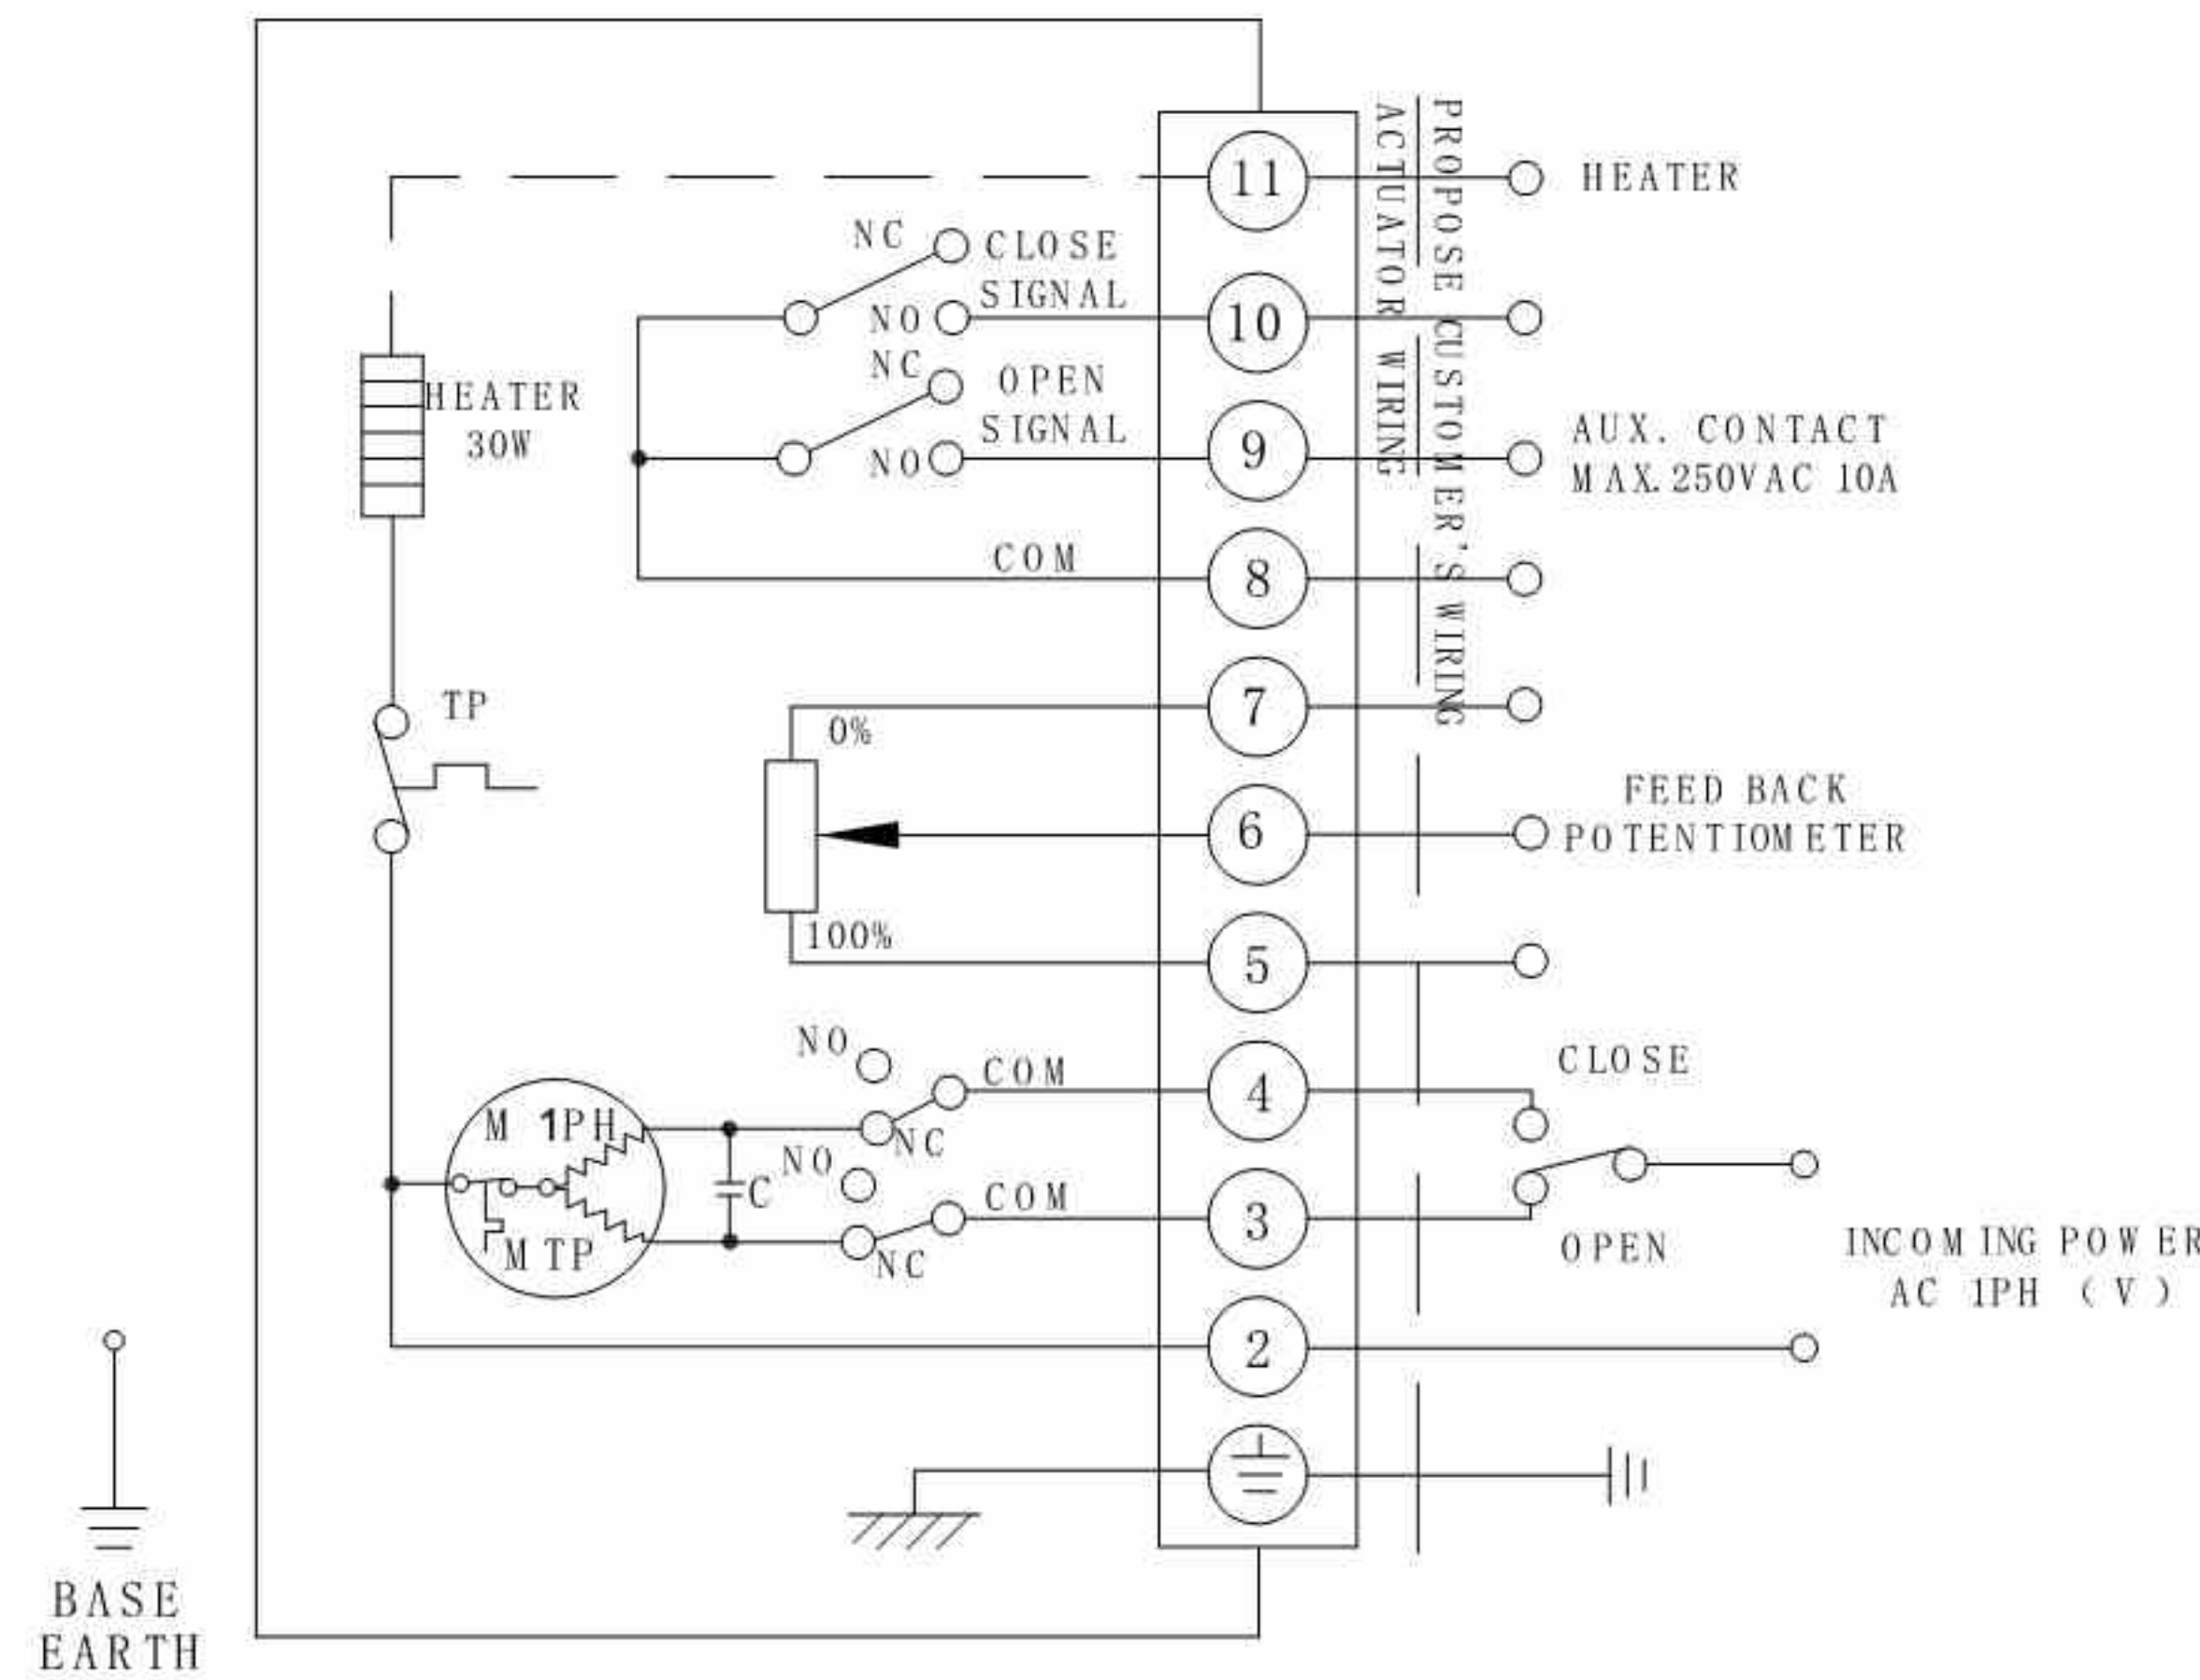 11
HEATER
NC
CLOSE
SIGNAL
NO
10
NC
OPEN
SIGNAL
NO
9
AUX. CONTACT
MAX. 250VAC 10A
HEATER
30W
COM
8
ACTUATOR WIRING
PROPOSE CUSTOMER'S WIRING
TP
0%
7
6
FEED BACK
POTENTIOMETER
100%
5
NO
COM
4
CLOSE
M 1PH
NC
NO
C
COM
3
MTP
NC
OPEN
INCOMING POWER
AC 1PH (V)
2
BASE
EARTH